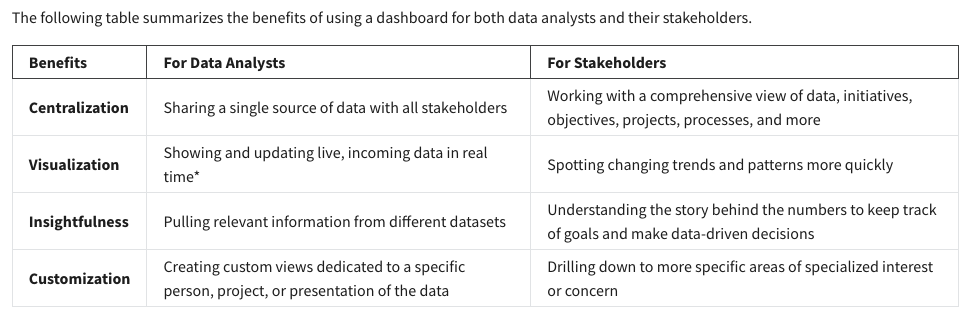 The following table summarizes the benefits of using a dashboard for both data analysts and their stakeholders.
Benefits For Data Analysts For Stakeholders
Centralization Sharing a single source of data with all stakeholders Working with a comprehensive view of data, initiatives,
objectives, projects, processes, and more
Visualization Showing and updating live, incoming data in real
time* Spotting changing trends and patterns more quickly
Insightfulness Pulling relevant information from different datasets Understanding the story behind the numbers to keep track
of goals and make data-driven decisions
Customization Creating custom views dedicated to a specific
person, project, or presentation of the data Drilling down to more specific areas of specialized interest
or concern